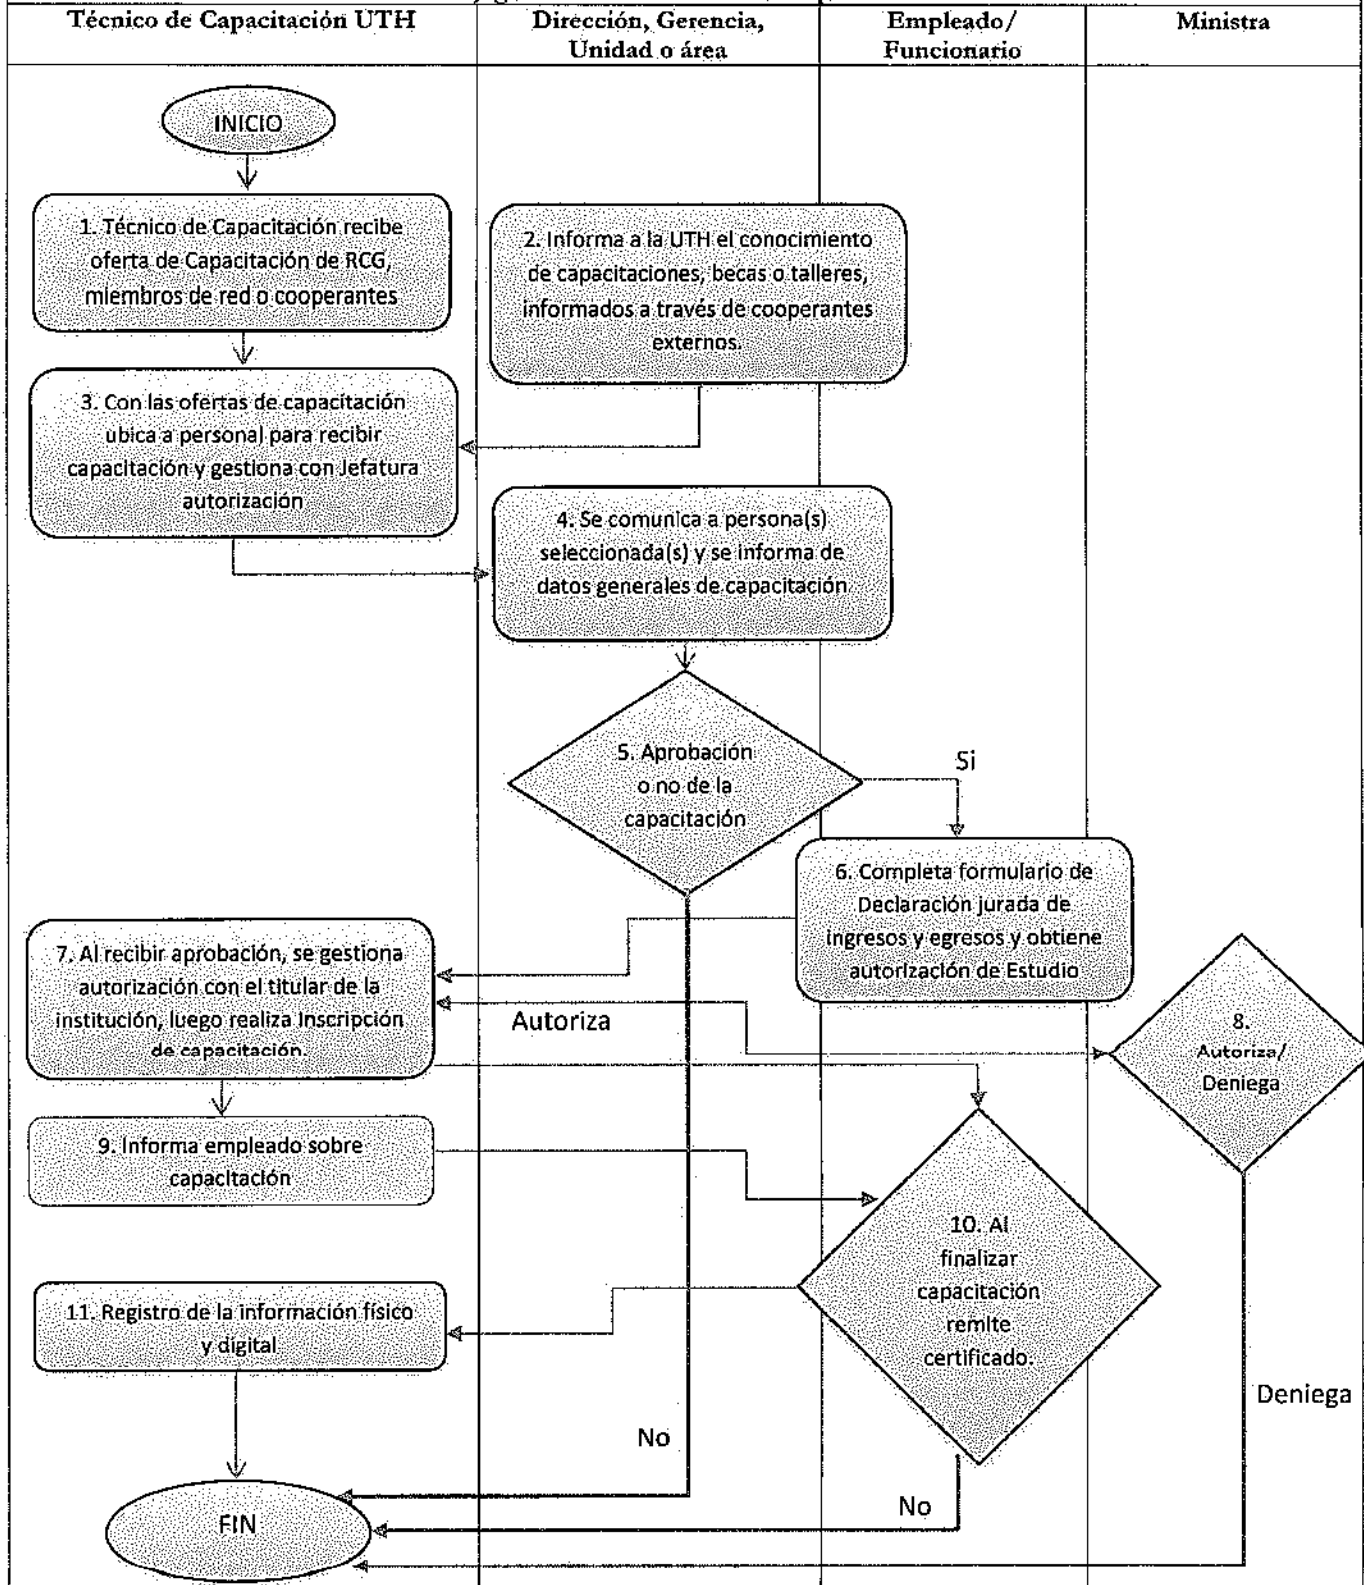 Técnico de Capacitación UTH
Dirección, Gerencia,
Unidad o área
Empleado/
Funcionario
Ministra
INICIO
1. Técnico de Capacitación recibe
oferta de Capacitación de RCG,
miembros de red o cooperantes
2. Informa a la UTH el conocimiento
de capacitaciones, becas o talleres,
informados a través de cooperantes
externos.
3. Con las ofertas de capacitación
ubica a personal para recibir
capacitación y gestiona con Jefatura
autorización
4. Se comunica a persona(s)
seleccionada(s) y se informa de
datos generales de capacitación
5. Aprobación
o no de la
capacitación
Si
6. Completa formulario de
Declaración jurada de
ingresos y egresos y obtiene
autorización de Estudio
7. Al recibir aprobación, se gestiona
autorización con el titular de la
institución, luego realiza Inscripción
de capacitación.
Autoriza
8.
Autoriza/
Deniega
9. Informa empleado sobre
capacitación
10. Al
finalizar
capacitación
remite
certificado.
11. Registro de la información físico
y digital
Deniega
No
No
FIN